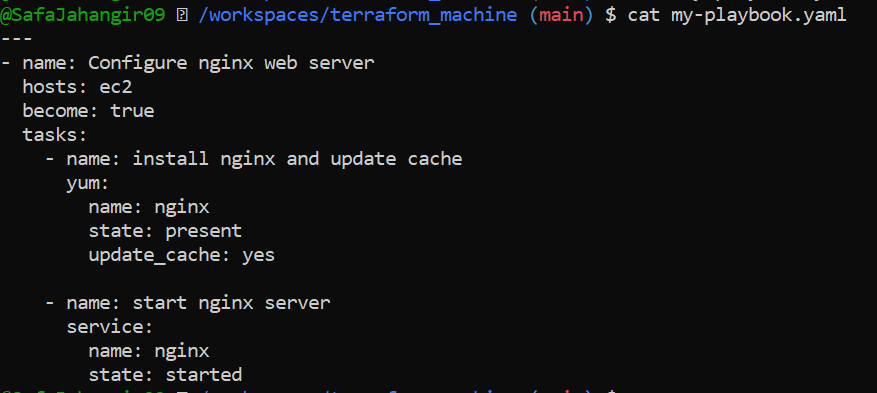 @SafaJahangir09 /workspaces/terraform_machine (main) $ cat my-playbook.yaml
---
- name: Configure nginx web server
  hosts: ec2
  become: true
  tasks:
    - name: install nginx and update cache
      yum:
        name: nginx
        state: present
        update_cache: yes

    - name: start nginx server
      service:
        name: nginx
        state: started